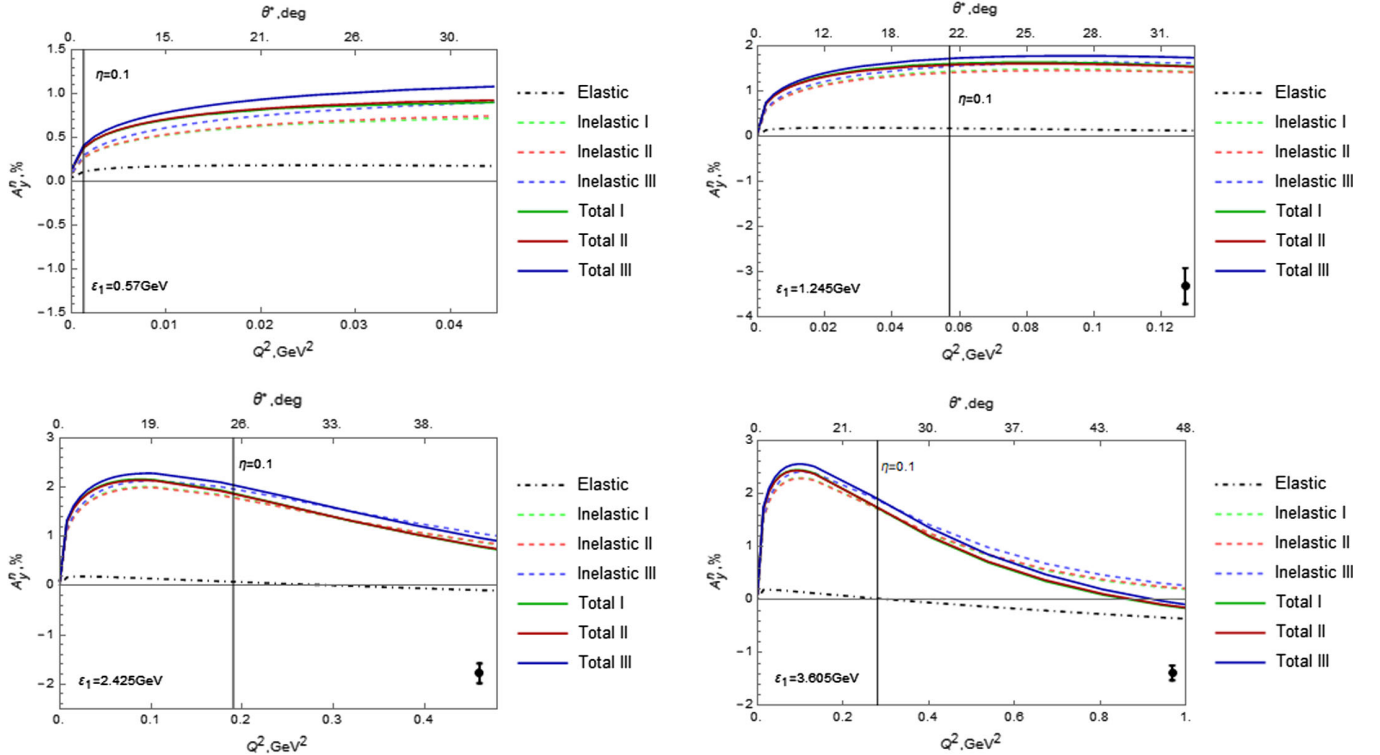 θ*,deg
0. 15. 21. 26. 30.
1.5
1.0
0.5
0.0
−0.5
−1.0
−1.5
A_y^n,%
η=0.1
ε₁=0.57GeV
0. 0.01 0.02 0.03 0.04
Q²,GeV²
Elastic
Inelastic I
Inelastic II
Inelastic III
Total I
Total II
Total III
θ*,deg
0. 12. 18. 22. 25. 28. 31.
2
1
0
−1
−2
−3
−4
A_y^n,%
η=0.1
ε₁=1.245GeV
0. 0.02 0.04 0.06 0.08 0.1 0.12
Q²,GeV²
Elastic
Inelastic I
Inelastic II
Inelastic III
Total I
Total II
Total III
θ*,deg
0. 19. 26. 33. 38.
3
2
1
0
−1
−2
A_y^n,%
η=0.1
ε₁=2.425GeV
0. 0.1 0.2 0.3 0.4
Q²,GeV²
Elastic
Inelastic I
Inelastic II
Inelastic III
Total I
Total II
Total III
θ*,deg
0. 21. 30. 37. 43. 48.
3
2
1
0
−1
−2
A_y^n,%
η=0.1
ε₁=3.605GeV
0. 0.2 0.4 0.6 0.8 1.
Q²,GeV²
Elastic
Inelastic I
Inelastic II
Inelastic III
Total I
Total II
Total III